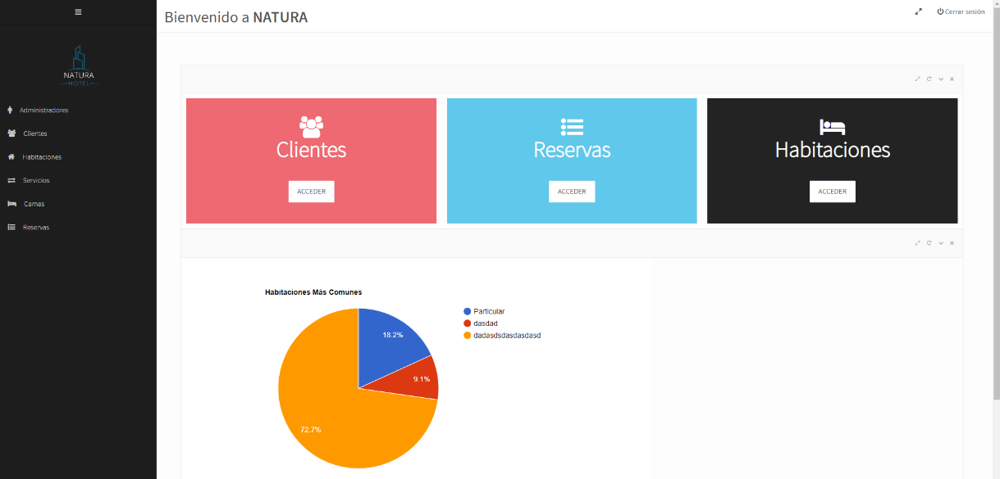 Bienvenido a NATURA
Cerrar sesión
NATURA
HOTEL
Administradores
Clientes
Habitaciones
Servicios
Camas
Reservas
Clientes
ACCEDER
Reservas
ACCEDER
Habitaciones
ACCEDER
Habitaciones Más Comunes
Particular
dasdad
dadasdsdasdasdasd
18.2%
9.1%
72.7%